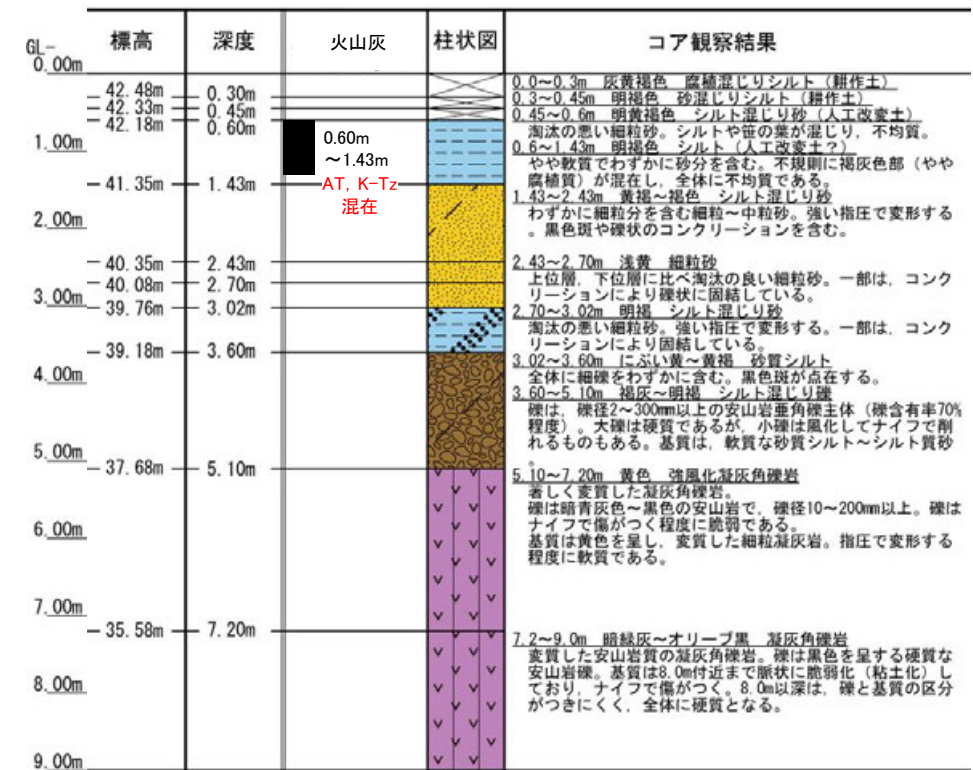 標高 深度 火山灰 柱状図 コア観察結果
GL-
0.00m
1.00m
2.00m
3.00m
4.00m
5.00m
6.00m
7.00m
8.00m
9.00m
42.48m 0.30m
42.33m 0.45m
42.18m 0.60m
41.35m 1.43m
40.35m 2.43m
40.08m 2.70m
39.76m 3.02m
39.18m 3.60m
37.68m 5.10m
35.58m 7.20m
0.60m
～1.43m
AT, K-Tz
混在
0.0～0.3m 灰黄褐色 腐植混じりシルト（耕作土）
0.3～0.45m 明褐色 砂混じりシルト（耕作土）
0.45～0.6m 明黄褐色 シルト混じり砂（人工改変土）
淘汰の悪い細粒砂。シルトや笹の葉が混じり，不均質。
0.6～1.43m 明褐色 シルト（人工改変土？）
やや軟質でわずかに砂分を含む。不規則に褐灰色部（やや
腐植質）が混在し，全体に不均質である。
1.43～2.43m 黄褐～褐色 シルト混じり砂
わずかに細粒分を含む細粒～中粒砂。強い指圧で変形する
。黒色斑や礫状のコンクリーションを含む。
2.43～2.70m 浅黄 細粒砂
上位層，下位層に比べ淘汰の良い細粒砂。一部は，コンク
リーションにより礫状に固結している。
2.70～3.02m 明褐 シルト混じり砂
淘汰の悪い細粒砂。強い指圧で変形する。一部は，コンク
リーションにより固結している。
3.02～3.60m にぶい黄～黄褐 砂質シルト
全体に細礫をわずかに含む。黒色斑が点在する。
3.60～5.10m 褐灰～明褐 シルト混じり礫
礫は，礫径2～300mm以上の安山岩亜角礫主体（礫含有率70%
程度）。大礫は硬質であるが，小礫は風化してナイフで削
れるものもある。基質は，軟質な砂質シルト～シルト質砂
。
5.10～7.20m 黄色 強風化凝灰角礫岩
著しく変質した凝灰角礫岩。
礫は暗青灰色～黒色の安山岩で，礫径10～200mm以上。礫は
ナイフで傷がつく程度に脆弱である。
基質は黄色を呈し，変質した細粒凝灰岩。指圧で変形する
程度に軟質である。
7.2～9.0m 暗緑灰～オリーブ黒 凝灰角礫岩
変質した安山岩質の凝灰角礫岩。礫は黒色を呈する硬質な
安山岩礫。基質は8.0m付近まで脈状に脆弱化（粘土化）し
ており，ナイフで傷がつく。8.0m以深は，礫と基質の区分
がつきにくく，全体に硬質となる。